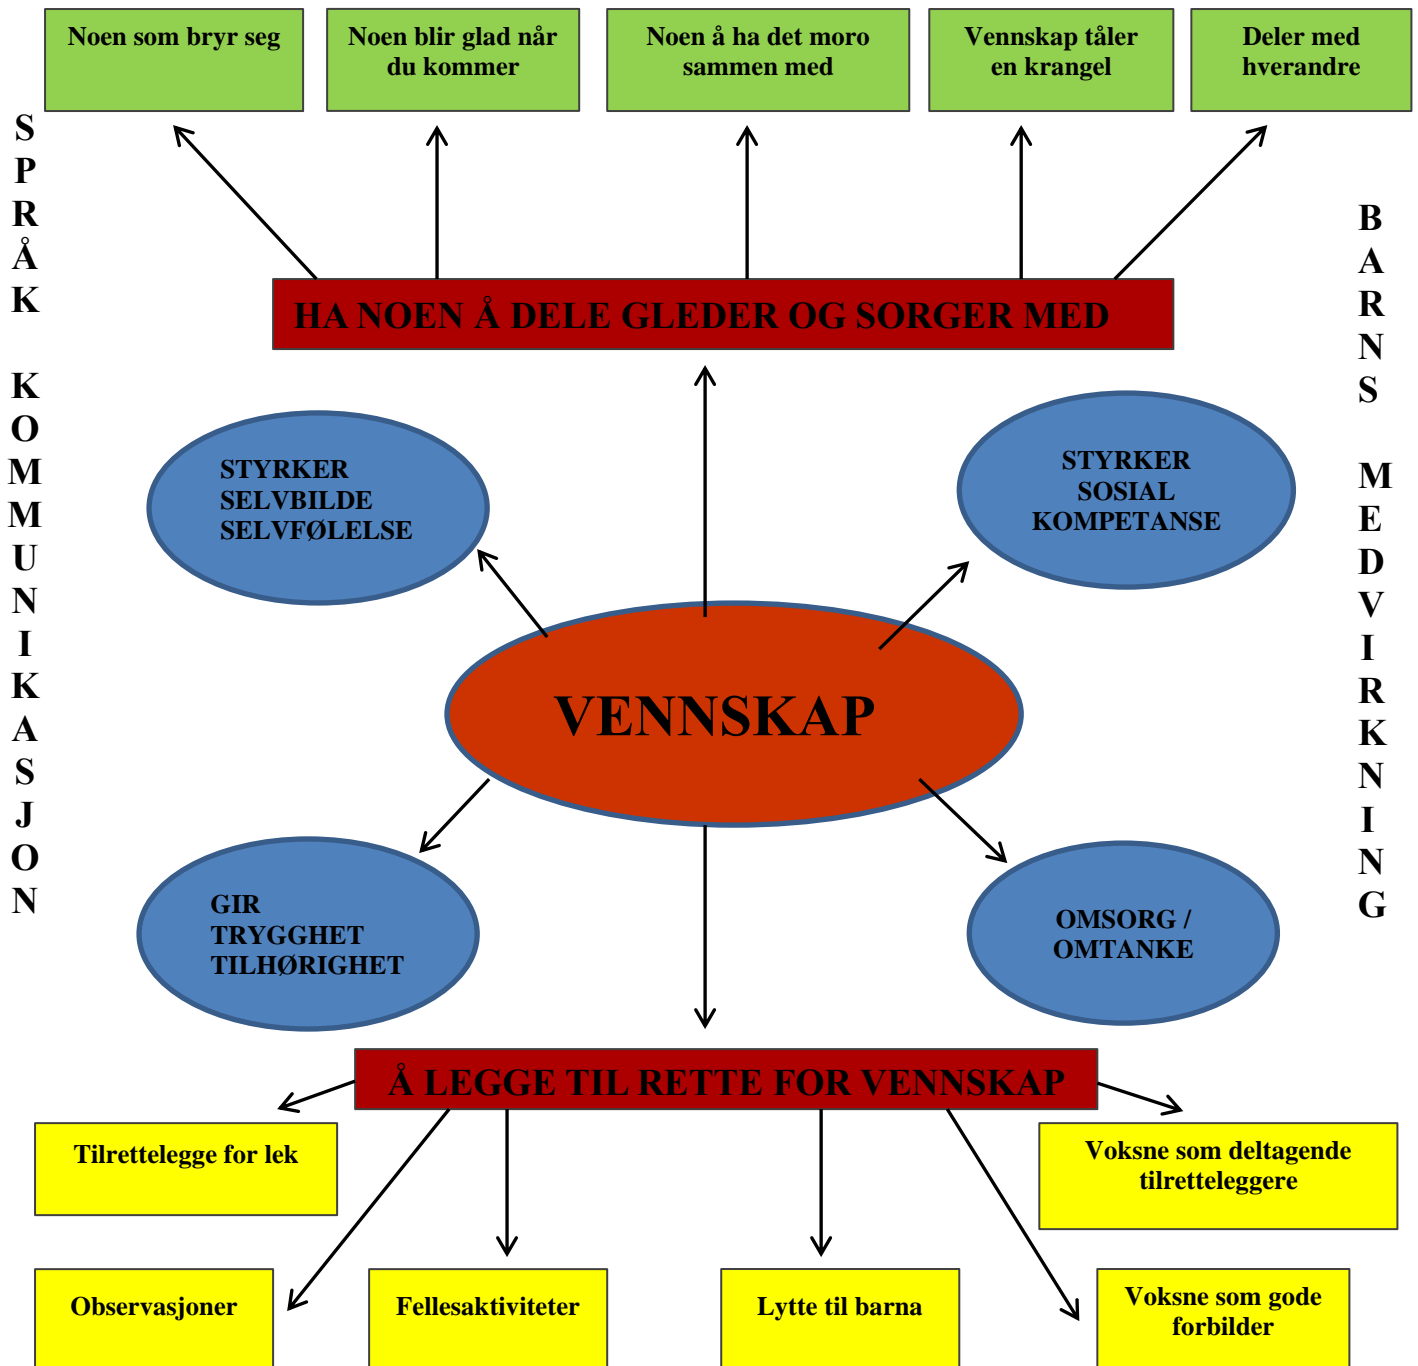 Noen som bryr seg
Noen blir glad når
du kommer
Noen å ha det moro
sammen med
Vennskap tåler
en krangel
Deler med
hverandre
SPRÅK KOMMUNIKASJON
BARNS MEDVIRKNING
HA NOEN Å DELE GLEDER OG SORGER MED
STYRKER
SELVBILDE
SELVFØLELSE
STYRKER
SOSIAL
KOMPETANSE
VENNSKAP
GIR
TRYGGHET
TILHØRIGHET
OMSORG /
OMTANKE
Å LEGGE TIL RETTE FOR VENNSKAP
Tilrettelegge for lek
Voksne som deltagende
tilretteleggere
Observasjoner
Fellesaktiviteter
Lytte til barna
Voksne som gode
forbilder